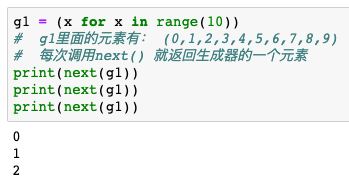 g1 = (x for x in range(10))
#  g1里面的元素有： (0,1,2,3,4,5,6,7,8,9)
#  每次调用next() 就返回生成器的一个元素
print(next(g1))
print(next(g1))
print(next(g1))
0
1
2